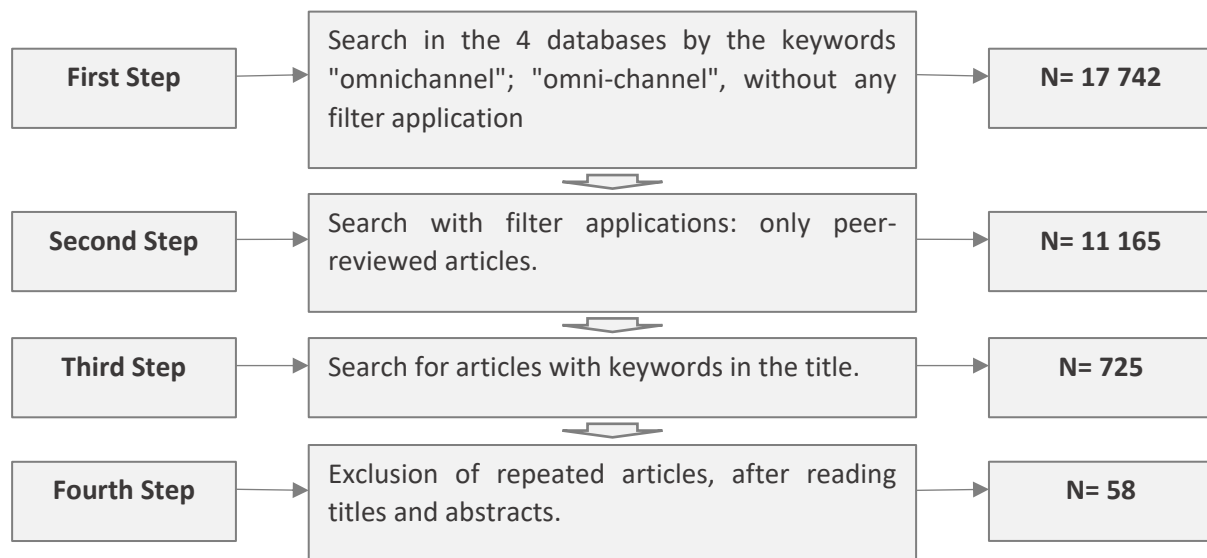 First Step
Search in the 4 databases by the keywords
"omnichannel"; "omni-channel", without any
filter application
N= 17 742
Second Step
Search with filter applications: only peer-
reviewed articles.
N= 11 165
Third Step
Search for articles with keywords in the title.
N= 725
Fourth Step
Exclusion of repeated articles, after reading
titles and abstracts.
N= 58